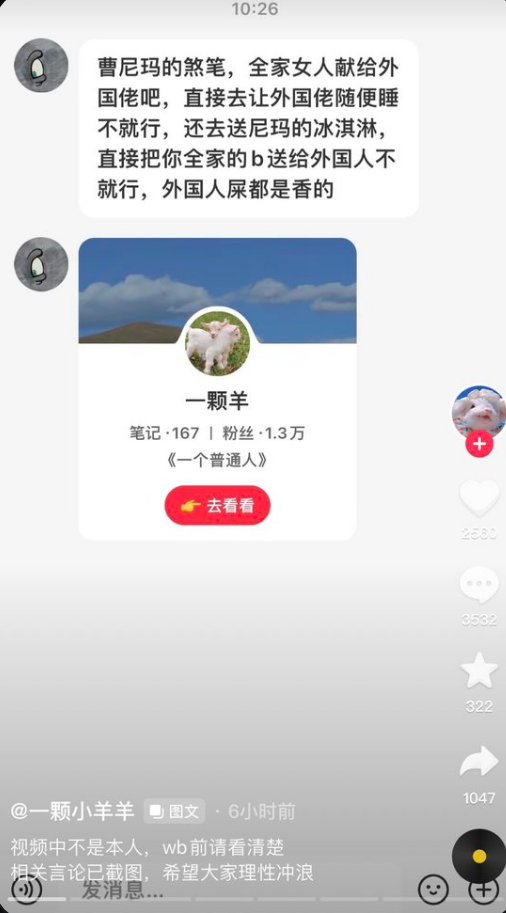 10:26
曹尼玛的煞笔，全家女人献给外
国佬吧，直接去让外国佬随便睡
不就行，还去送尼玛的冰淇淋，
直接把你全家的b送给外国人不
就行，外国人屎都是香的
一颗羊
笔记·167 | 粉丝·1.3万
《一个普通人》
👉 去看看
2560
3532
322
1047
@一颗小羊羊 图文 · 6小时前
视频中不是本人，wb前请看清楚
相关言论已截图，希望大家理性冲浪
发消息...